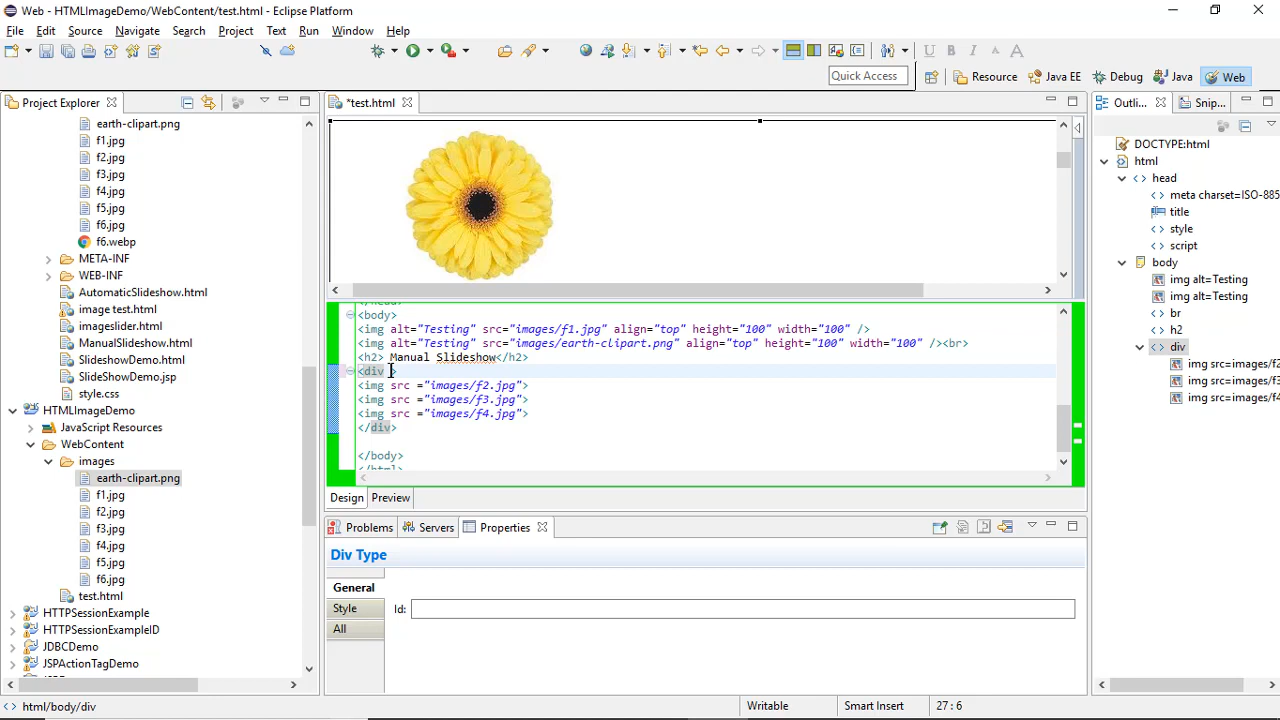 Web - HTMLImageDemo/WebContent/test.html - Eclipse Platform
File Edit Source Navigate Search Project Run Window Help
Quick Access
Resource Java EE Debug Java Web
Project Explorer
*test.html
Outli... Snip...
earth-clipart.png
f1.jpg
f2.jpg
f3.jpg
f4.jpg
f5.jpg
f6.jpg
f6.webp
META-INF
WEB-INF
AutomaticSlideshow.html
image test.html
imageslider.html
ManualSlideshow.html
SlideshowDemo.html
SlideShowDemo.jsp
style.css
HTMLImageDemo
JavaScript Resources
WebContent
images
earth-clipart.png
f1.jpg
f2.jpg
f3.jpg
f4.jpg
f5.jpg
f6.jpg
test.html
HTTPSessionExample
HTTPSessionExampleID
JDBCDemo
JSPActionTagDemo
</head>
<body>
<img alt="Testing" src="images/f1.jpg" align="top" height="100" width="100" />
<img alt="Testing" src="images/earth-clipart.png" align="top" height="100" width="100" /><br>
<h2> Manual Slideshow</h2>
<div >
<img src ="images/f2.jpg">
<img src ="images/f3.jpg">
<img src ="images/f4.jpg">
</div>
</body>
</html>
Design Preview
Problems Servers Properties
Div Type
General
Style
All
Id:
DOCTYPE:html
html
head
meta charset=ISO-885
title
style
script
body
img alt=Testing
img alt=Testing
br
h2
div
img src=images/f2
img src=images/f3
img src=images/f4
html/body/div
Writable Smart Insert 27 : 6